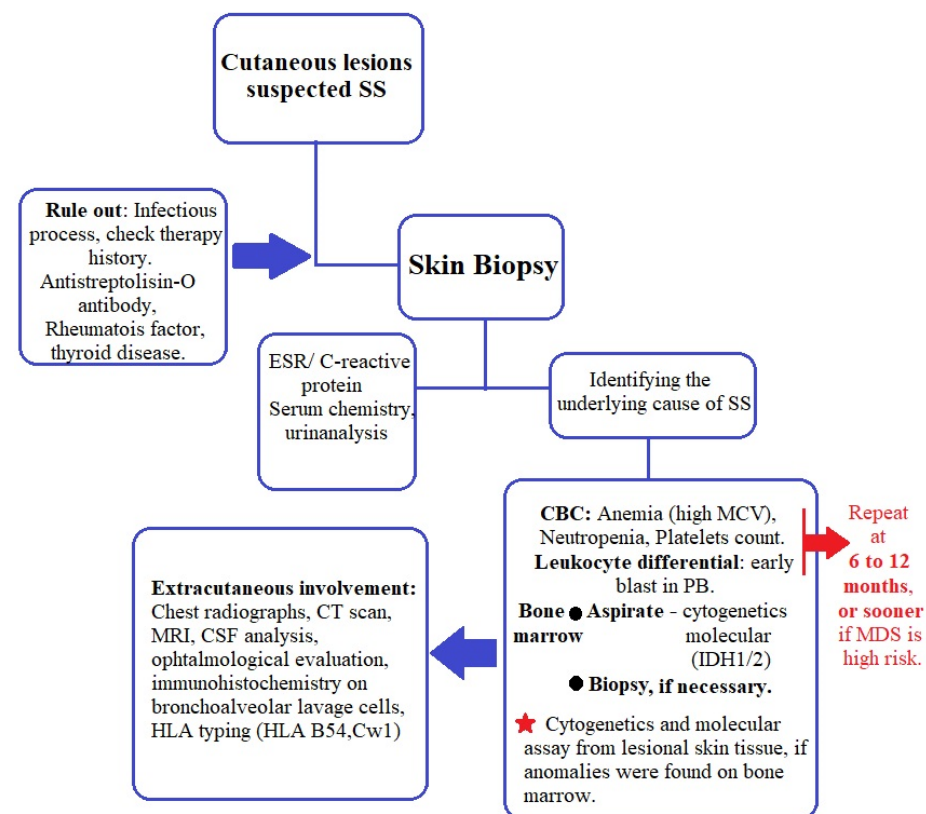 Cutaneous lesions
suspected SS
Rule out: Infectious
process, check therapy
history.
Antistreptolisin-O
antibody,
Rheumatois factor,
thyroid disease.
Skin Biopsy
ESR/ C-reactive
protein
Serum chemistry,
urinanalysis
Identifying the
underlying cause of SS
CBC: Anemia (high MCV),
Neutropenia, Platelets count.
Leukocyte differential: early
blast in PB.
Bone ● Aspirate - cytogenetics
marrow molecular
(IDH1/2)
● Biopsy, if necessary.
★ Cytogenetics and molecular
assay from lesional skin tissue, if
anomalies were found on bone
marrow.
Repeat
at
6 to 12
months,
or sooner
if MDS is
high risk.
Extracutaneous involvement:
Chest radiographs, CT scan,
MRI, CSF analysis,
ophtalmological evaluation,
immunohistochemistry on
bronchoalveolar lavage cells,
HLA typing (HLA B54,Cw1)